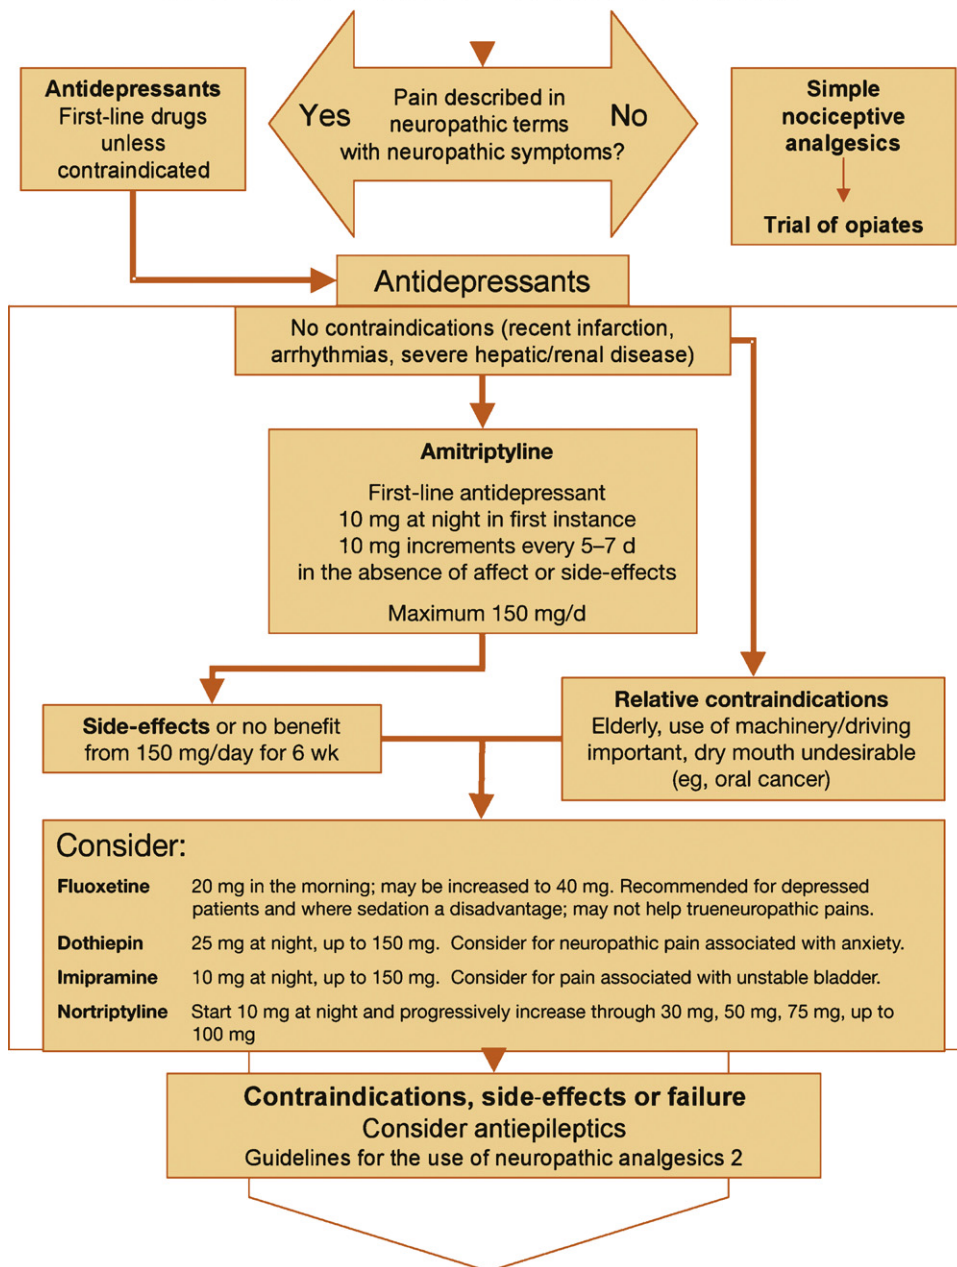 Antidepressants
First-line drugs
unless
contraindicated
Yes
Pain described in
neuropathic terms
with neuropathic symptoms?
No
Simple
nociceptive
analgesics
Trial of opiates
Antidepressants
No contraindications (recent infarction,
arrhythmias, severe hepatic/renal disease)
Amitriptyline
First-line antidepressant
10 mg at night in first instance
10 mg increments every 5–7 d
in the absence of affect or side-effects
Maximum 150 mg/d
Side-effects or no benefit
from 150 mg/day for 6 wk
Relative contraindications
Elderly, use of machinery/driving
important, dry mouth undesirable
(eg, oral cancer)
Consider:
Fluoxetine 20 mg in the morning; may be increased to 40 mg. Recommended for depressed
patients and where sedation a disadvantage; may not help trueneuropathic pains.
Dothiepin 25 mg at night, up to 150 mg. Consider for neuropathic pain associated with anxiety.
Imipramine 10 mg at night, up to 150 mg. Consider for pain associated with unstable bladder.
Nortriptyline Start 10 mg at night and progressively increase through 30 mg, 50 mg, 75 mg, up to
100 mg
Contraindications, side-effects or failure
Consider antiepileptics
Guidelines for the use of neuropathic analgesics 2